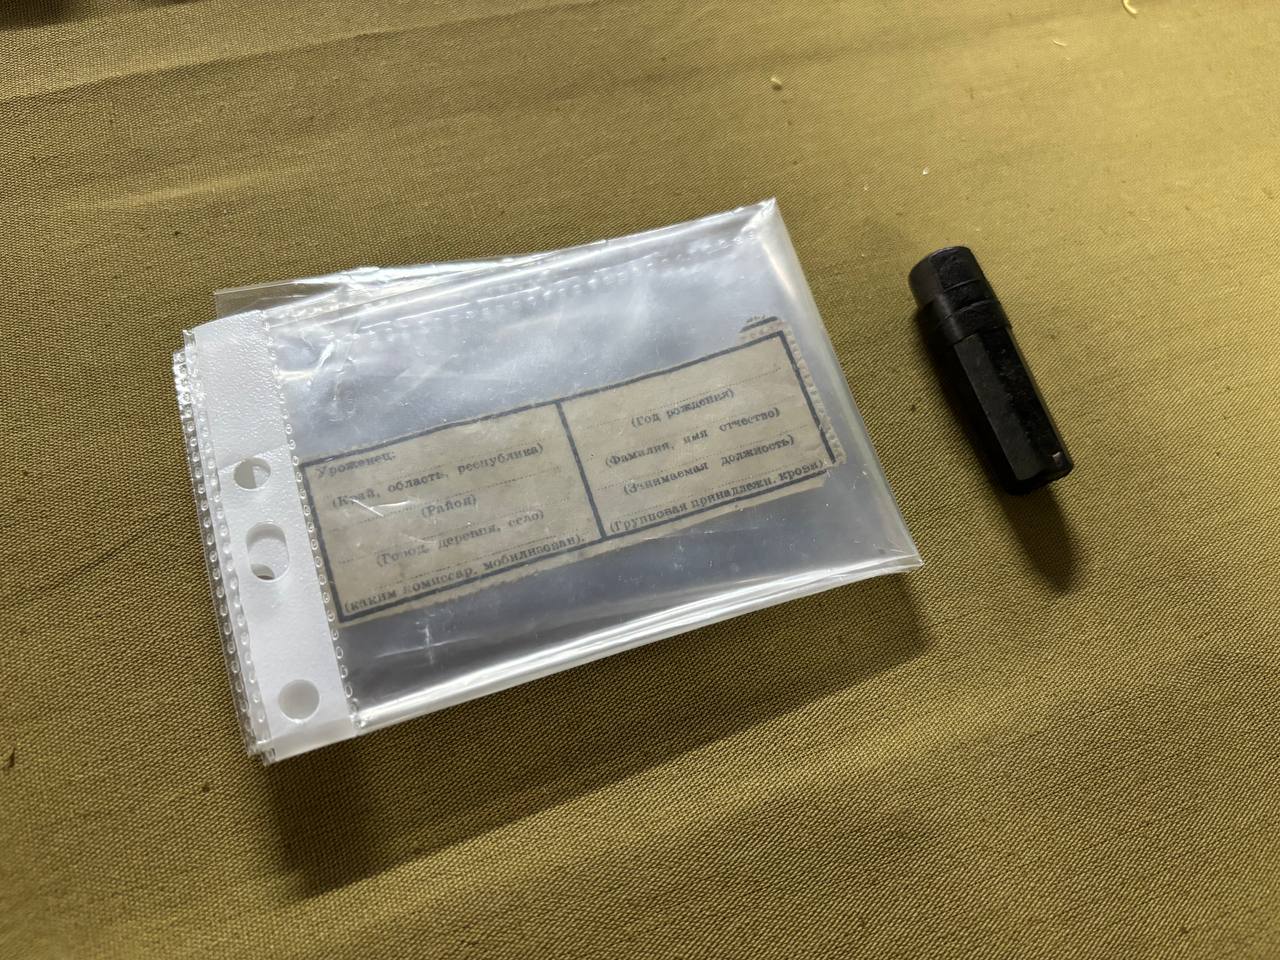 Уроженец:
(Край, область, республика)
(Район)
(Город, деревня, село)
(каким комиссар. мобилизован).
(Год рождения)
(Фамилия, имя отчество)
(Занимаемая должность)
(Групповая принадлежн. крови)